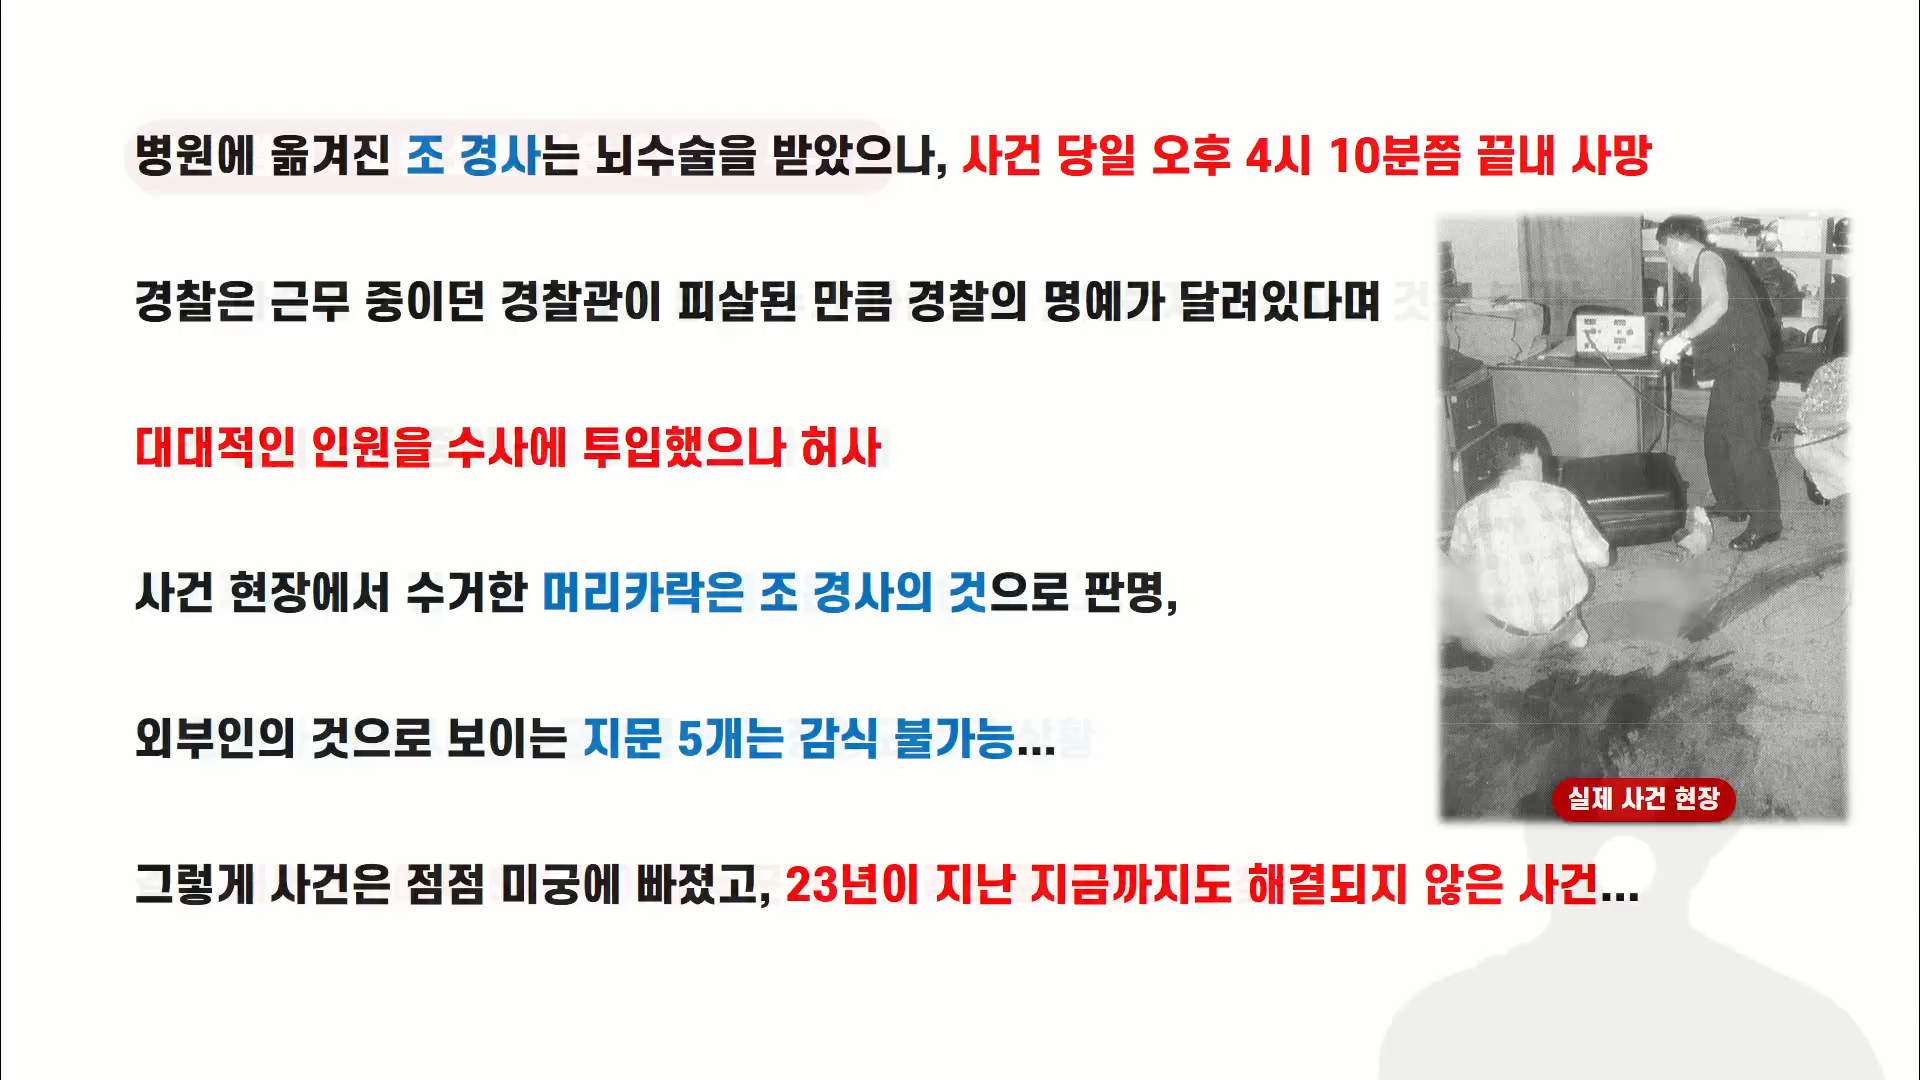 병원에 옮겨진 조 경사는 뇌수술을 받았으나, 사건 당일 오후 4시 10분쯤 끝내 사망
경찰은 근무 중이던 경찰관이 피살된 만큼 경찰의 명예가 달려있다며
대대적인 인원을 수사에 투입했으나 허사
사건 현장에서 수거한 머리카락은 조 경사의 것으로 판명,
외부인의 것으로 보이는 지문 5개는 감식 불가능...
실제 사건 현장
그렇게 사건은 점점 미궁에 빠졌고, 23년이 지난 지금까지도 해결되지 않은 사건...